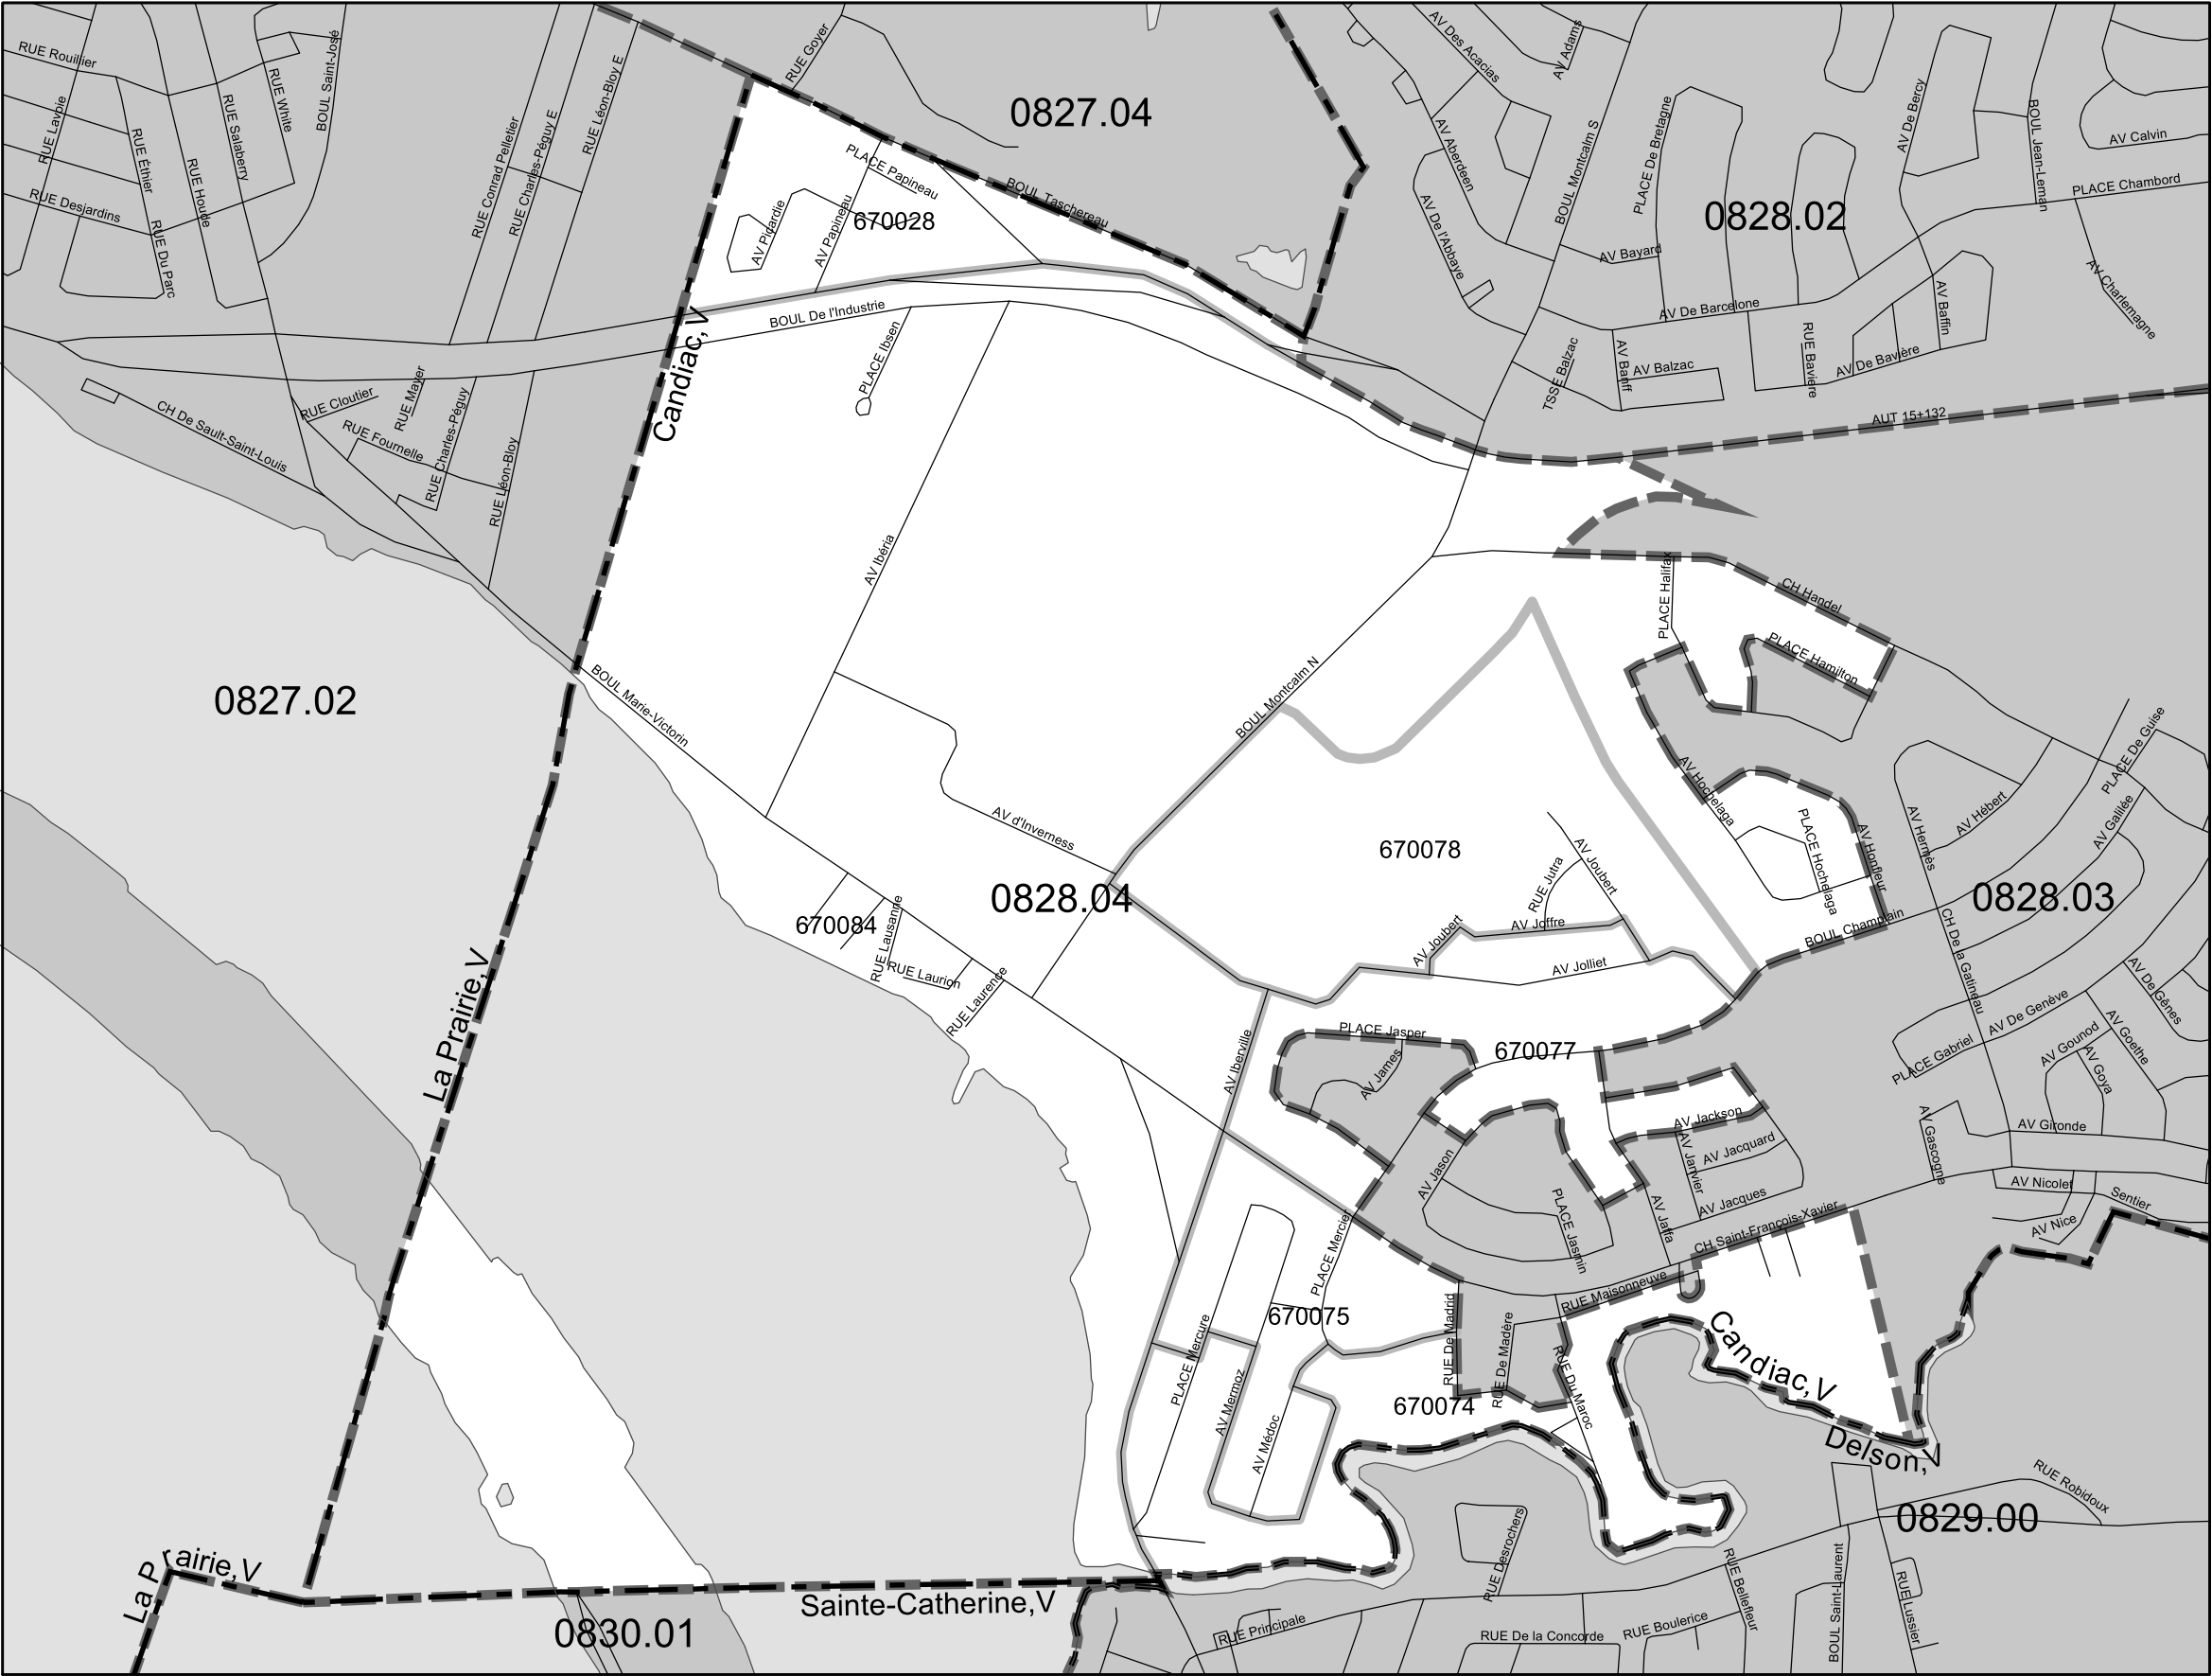 RUE Rouillier
RUE Lavoie
RUE Éthier
RUE Desjardins
RUE Du Parc
RUE Houde
RUE Salaberry
RUE White
BOUL Saint-José
RUE Conrad Pelletier
RUE Charles-Péguy E
RUE Léon-Bloy E
RUE Goyer
0827.04
AV Des Acacias
AV Adams
AV Aberdeen
AV De l'Abbaye
BOUL Montcalm S
PLACE De Bretagne
0828.02
AV De Bercy
BOUL Jean-Leman
AV Calvin
PLACE Chambord
AV Charlemagne
AV Bayard
AV De Barcelone
AV Baffin
RUE Bavière
AV De Bavière
AV Banff
AV Balzac
TSSE Balzac
AUT 15+132
PLACE Papineau
BOUL Taschereau
AV Picardie
AV Papineau
670028
BOUL De l'Industrie
PLACE Ibsen
Candiac,V
CH De Sault-Saint-Louis
RUE Cloutier
RUE Mayer
RUE Fournelle
RUE Charles-Péguy
RUE Léon-Bloy
AV Ibéria
PLACE Halifax
CH Handel
PLACE Hamilton
0827.02
BOUL Marie-Victorin
BOUL Montcalm N
AV Hochelaga
PLACE Hochelaga
AV Honfleur
AV Hermès
AV Hébert
PLACE De Guise
AV Galilée
AV d'Inverness
670078
RUE Jutra
AV Joubert
0828.04
670084
RUE Lausanne
RUE Laurion
RUE Laurence
AV Joubert
AV Joffre
AV Jolliet
BOUL Champlain
0828.03
CH De la Gatineau
AV De Gênes
AV De Genève
PLACE Gabriel
AV Gounod
AV Goethe
AV Goya
La Prairie,V
AV Iberville
PLACE Jasper
AV James
670077
AV Jackson
AV Janvier
AV Jacquard
AV Jacques
AV Gascogne
AV Gironde
AV Nicolet
Sentier
AV Nice
AV Jason
PLACE Jasmin
AV Jaffa
CH Saint-François-Xavier
RUE Maisonneuve
PLACE Mercier
670075
PLACE Mercure
AV Mermoz
AV Médoc
RUE De Madrid
RUE De Madère
RUE Du Maroc
670074
Candiac,V
Delson,V
0829.00
RUE Robidoux
RUE Desrochers
RUE Bellefleur
BOUL Saint-Laurent
RUE Lussier
La Prairie,V
Sainte-Catherine,V
0830.01
RUE Principale
RUE De la Concorde
RUE Boulerice